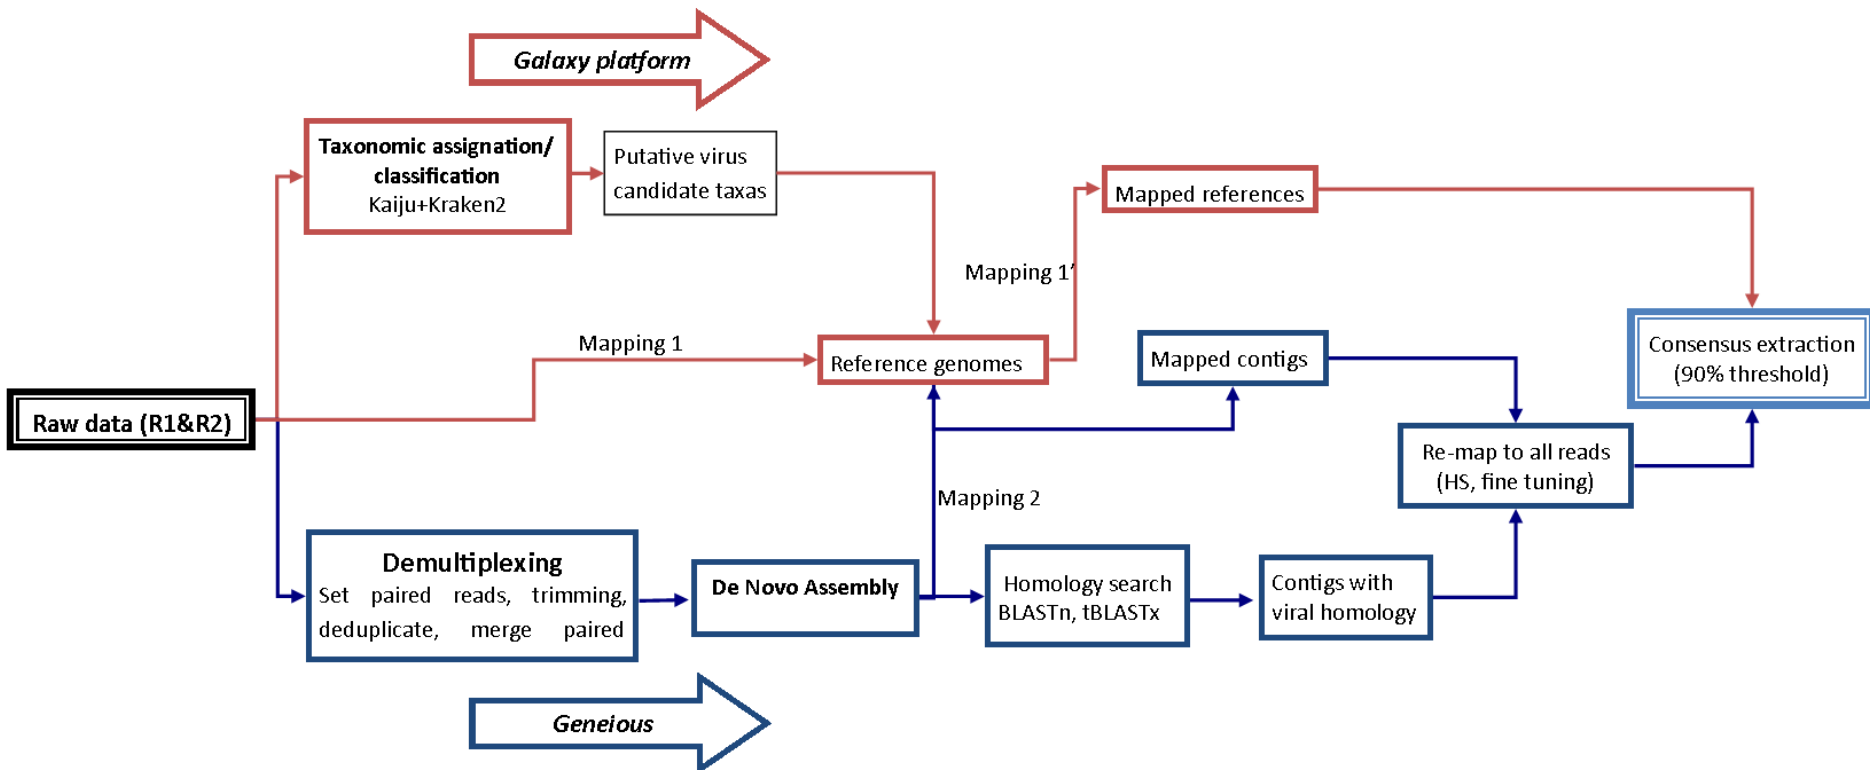 Galaxy platform
Taxonomic assignation/
classification
Kaiju+Kraken2
Putative virus
candidate taxas
Mapped references
Mapping 1’
Mapping 1
Reference genomes
Mapped contigs
Consensus extraction
(90% threshold)
Raw data (R1&R2)
Re-map to all reads
(HS, fine tuning)
Mapping 2
Demultiplexing
Set paired reads, trimming,
deduplicate, merge paired
De Novo Assembly
Homology search
BLASTn, tBLASTx
Contigs with
viral homology
Geneious